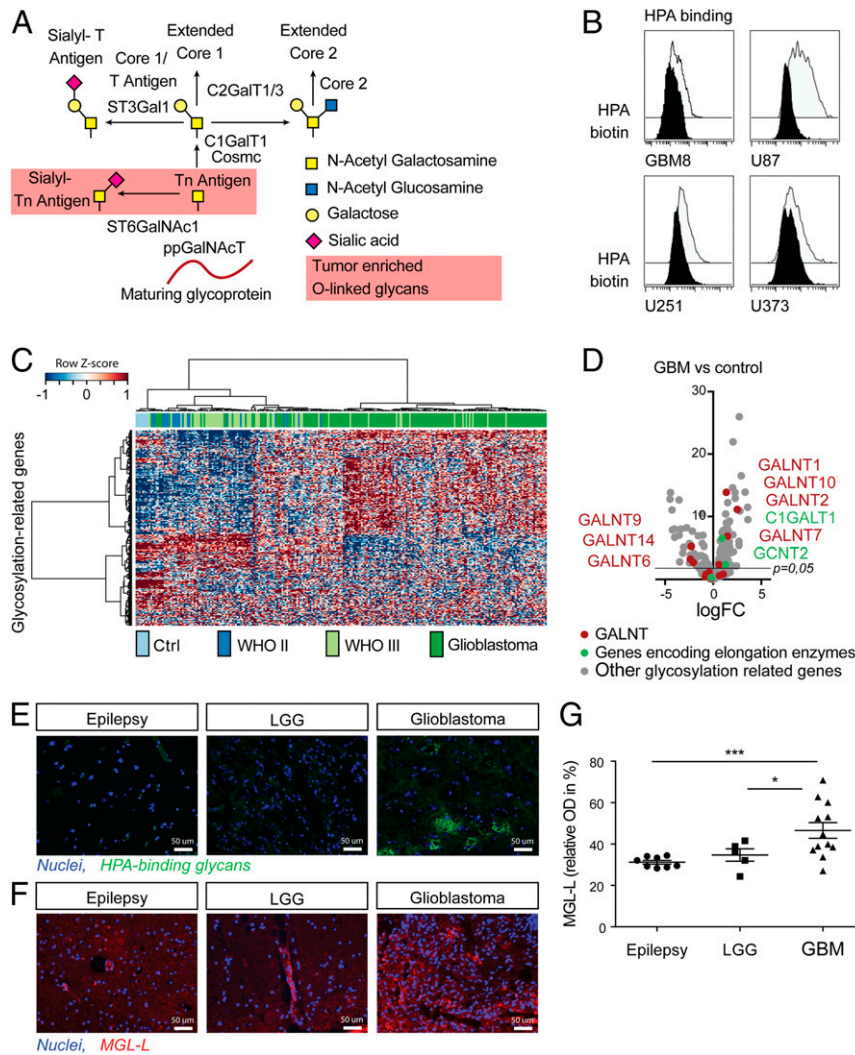 A
Sialyl- T
Antigen
Core 1/
T Antigen
Extended
Core 1
Extended
Core 2
C2GalT1/3
Core 2
ST3Gal1
C1GalT1
Cosmc
Sialyl-
Tn Antigen
Tn Antigen
ST6GalNAc1
ppGalNAcT
Maturing glycoprotein
N-Acetyl Galactosamine
N-Acetyl Glucosamine
Galactose
Sialic acid
Tumor enriched
O-linked glycans
B
HPA binding
HPA
biotin
GBM8
U87
HPA
biotin
U251
U373
C
Row Z-score
-1 0 1
Glycosylation-related genes
Ctrl
WHO II
WHO III
Glioblastoma
D
GBM vs control
30
20
10
GALNT1
GALNT10
GALNT2
C1GALT1
GALNT7
GCNT2
GALNT9
GALNT14
GALNT6
p=0,05
-5 0 5
logFC
GALNT
Genes encoding elongation enzymes
Other glycosylation related genes
E
Epilepsy
LGG
Glioblastoma
50 um
50 um
50 um
Nuclei, HPA-binding glycans
F
Epilepsy
LGG
Glioblastoma
50 um
50 um
50 um
Nuclei, MGL-L
G
MGL-L (relative OD in %)
80
60
40
20
0
***
*
Epilepsy
LGG
GBM